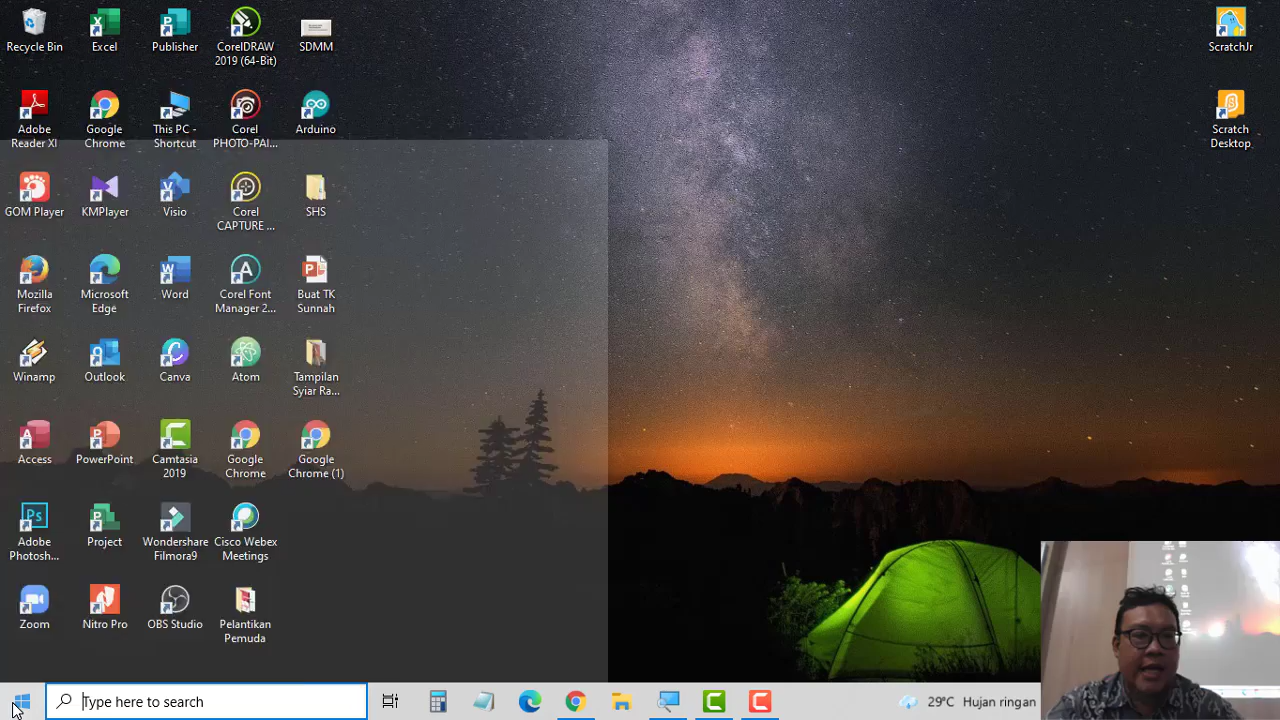 Recycle Bin
Excel
Publisher
CorelDRAW
2019 (64-Bit)
SDMM
ScratchJr
Adobe
Reader XI
Google
Chrome
This PC -
Shortcut
Corel
PHOTO-PAI...
Arduino
Scratch
Desktop
GOM Player
KMPlayer
Visio
Corel
CAPTURE ...
SHS
Mozilla
Firefox
Microsoft
Edge
Word
Corel Font
Manager 2...
Buat TK
Sunnah
Winamp
Outlook
Canva
Atom
Tampilan
Syiar Ra...
Access
PowerPoint
Camtasia
2019
Google
Chrome
Google
Chrome (1)
Adobe
Photosh...
Project
Wondershare
Filmora9
Cisco Webex
Meetings
Zoom
Nitro Pro
OBS Studio
Pelantikan
Pemuda
Type here to search
29°C Hujan ringan